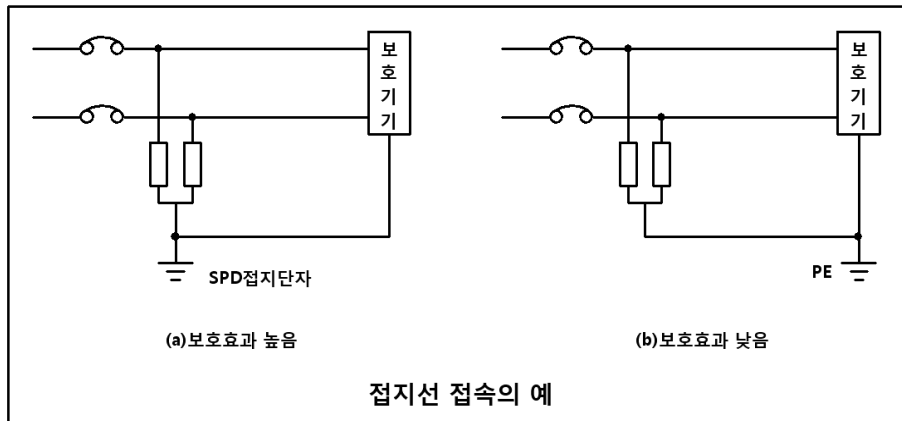 보호기기
보호기기
SPD접지단자
PE
(a)보호효과 높음
(b)보호효과 낮음
접지선 접속의 예